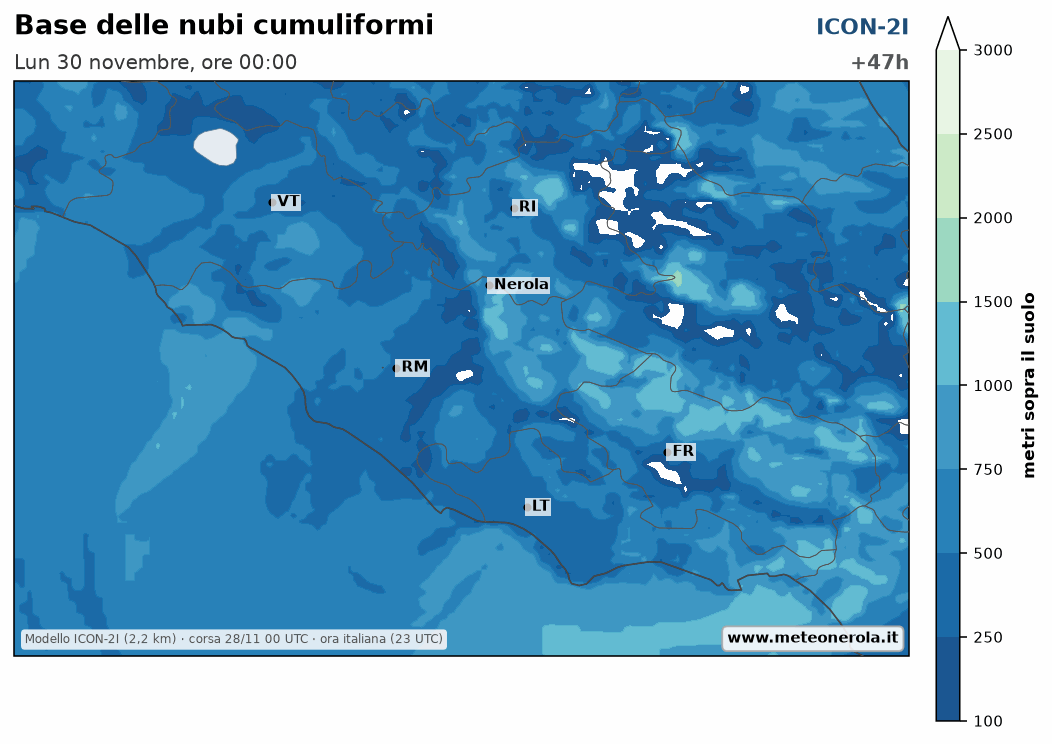 Base delle nubi cumuliformi
ICON-2I
Lun 30 novembre, ore 00:00
+47h
VT
RI
Nerola
RM
FR
LT
Modello ICON-2I (2,2 km) · corsa 28/11 00 UTC · ora italiana (23 UTC)
www.meteonerola.it
3000
2500
2000
1500
1000
750
500
250
100
metri sopra il suolo